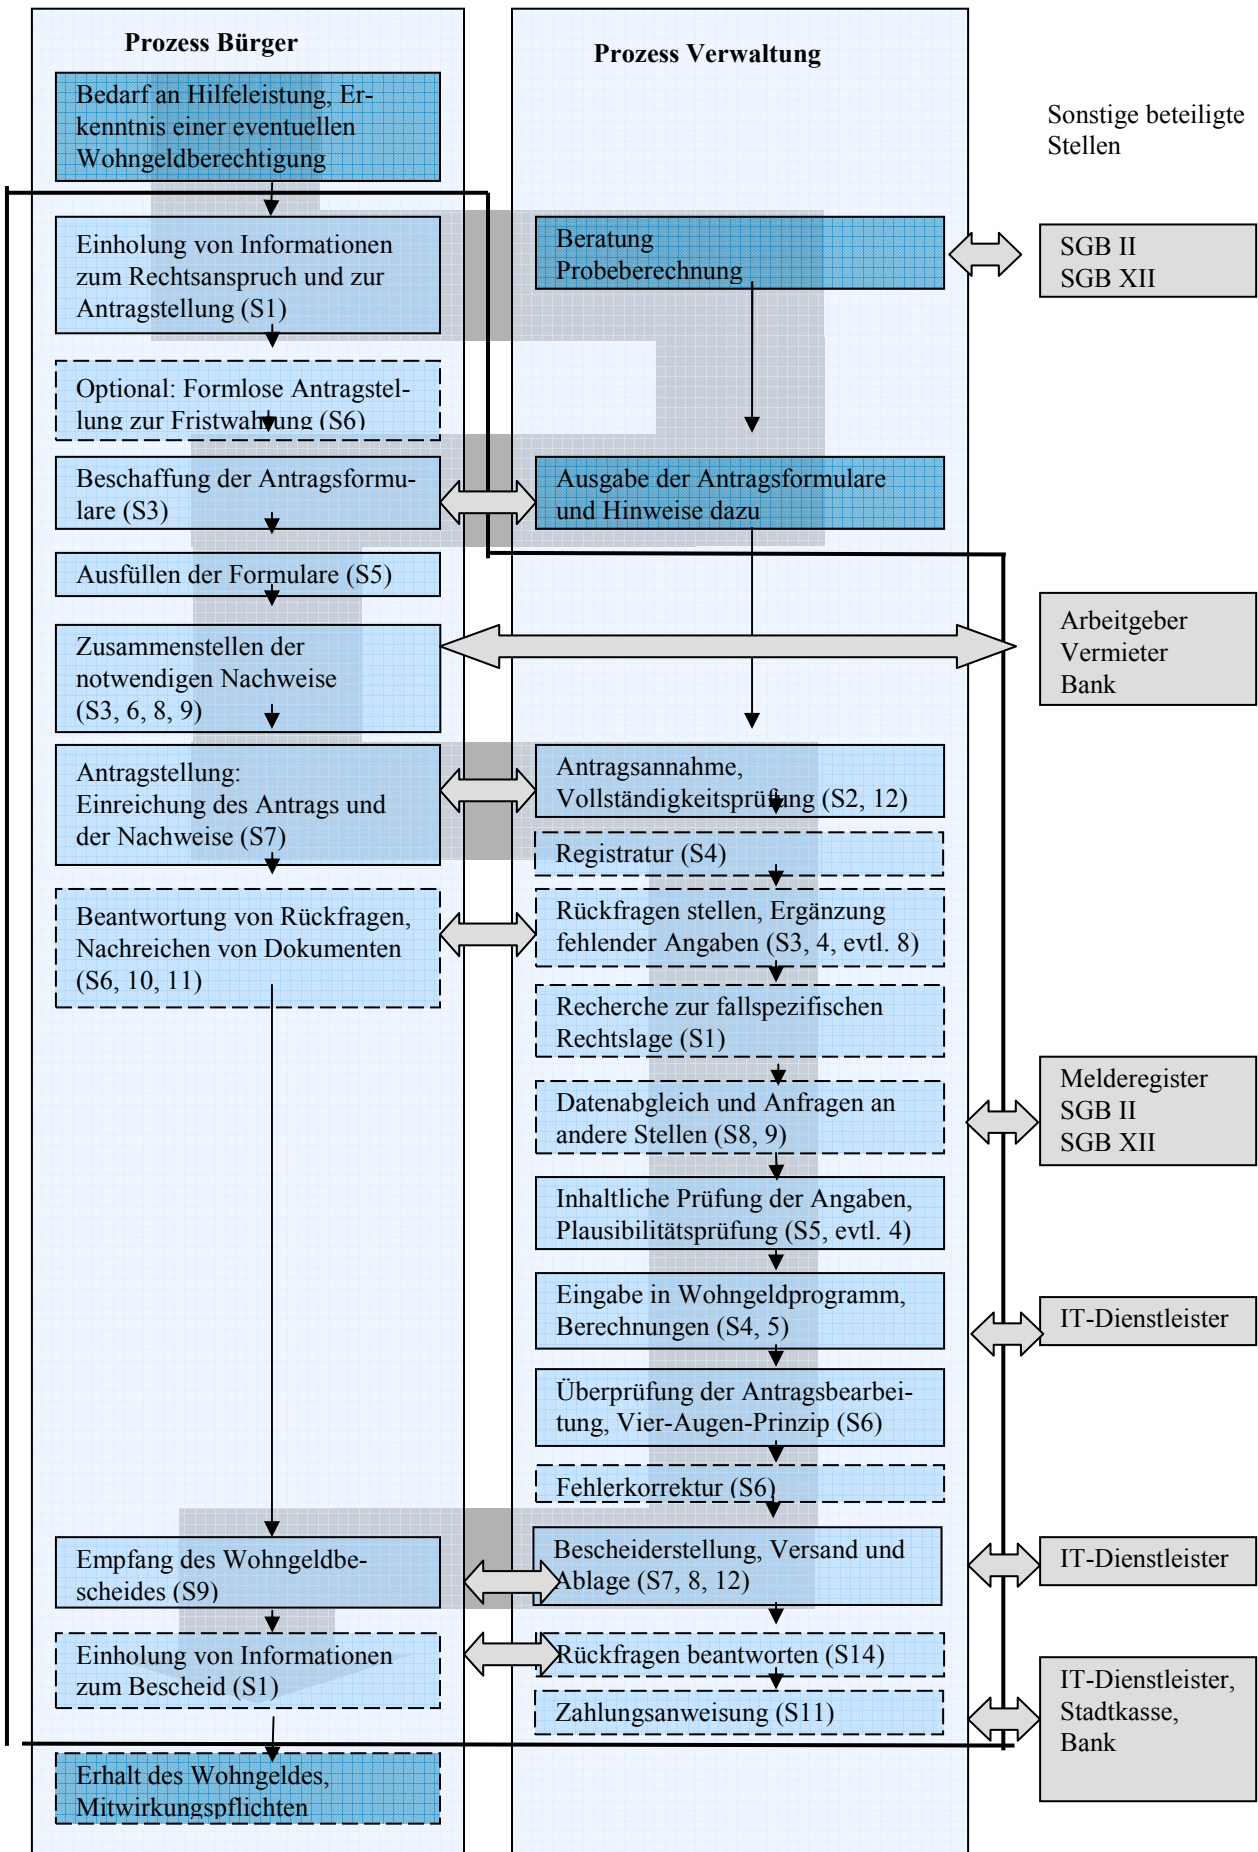 Prozess Bürger
Bedarf an Hilfeleistung, Er-
kenntnis einer eventuellen
Wohngeldberechtigung
Einholung von Informationen
zum Rechtsanspruch und zur
Antragstellung (S1)
Optional: Formlose Antragstel-
lung zur Fristwahrung (S6)
Beschaffung der Antragsformu-
lare (S3)
Ausfüllen der Formulare (S5)
Zusammenstellen der
notwendigen Nachweise
(S3, 6, 8, 9)
Antragstellung:
Einreichung des Antrags und
der Nachweise (S7)
Beantwortung von Rückfragen,
Nachreichen von Dokumenten
(S6, 10, 11)
Empfang des Wohngeldbe-
scheides (S9)
Einholung von Informationen
zum Bescheid (S1)
Erhalt des Wohngeldes,
Mitwirkungspflichten
Prozess Verwaltung
Beratung
Probeberechnung
Ausgabe der Antragsformulare
und Hinweise dazu
Antragsannahme,
Vollständigkeitsprüfung (S2, 12)
Registratur (S4)
Rückfragen stellen, Ergänzung
fehlender Angaben (S3, 4, evtl. 8)
Recherche zur fallspezifischen
Rechtslage (S1)
Datenabgleich und Anfragen an
andere Stellen (S8, 9)
Inhaltliche Prüfung der Angaben,
Plausibilitätsprüfung (S5, evtl. 4)
Eingabe in Wohngeldprogramm,
Berechnungen (S4, 5)
Überprüfung der Antragsbearbei-
tung, Vier-Augen-Prinzip (S6)
Fehlerkorrektur (S6)
Bescheiderstellung, Versand und
Ablage (S7, 8, 12)
Rückfragen beantworten (S14)
Zahlungsanweisung (S11)
Sonstige beteiligte
Stellen
SGB II
SGB XII
Arbeitgeber
Vermieter
Bank
Melderegister
SGB II
SGB XII
IT-Dienstleister
IT-Dienstleister
IT-Dienstleister,
Stadtkasse,
Bank